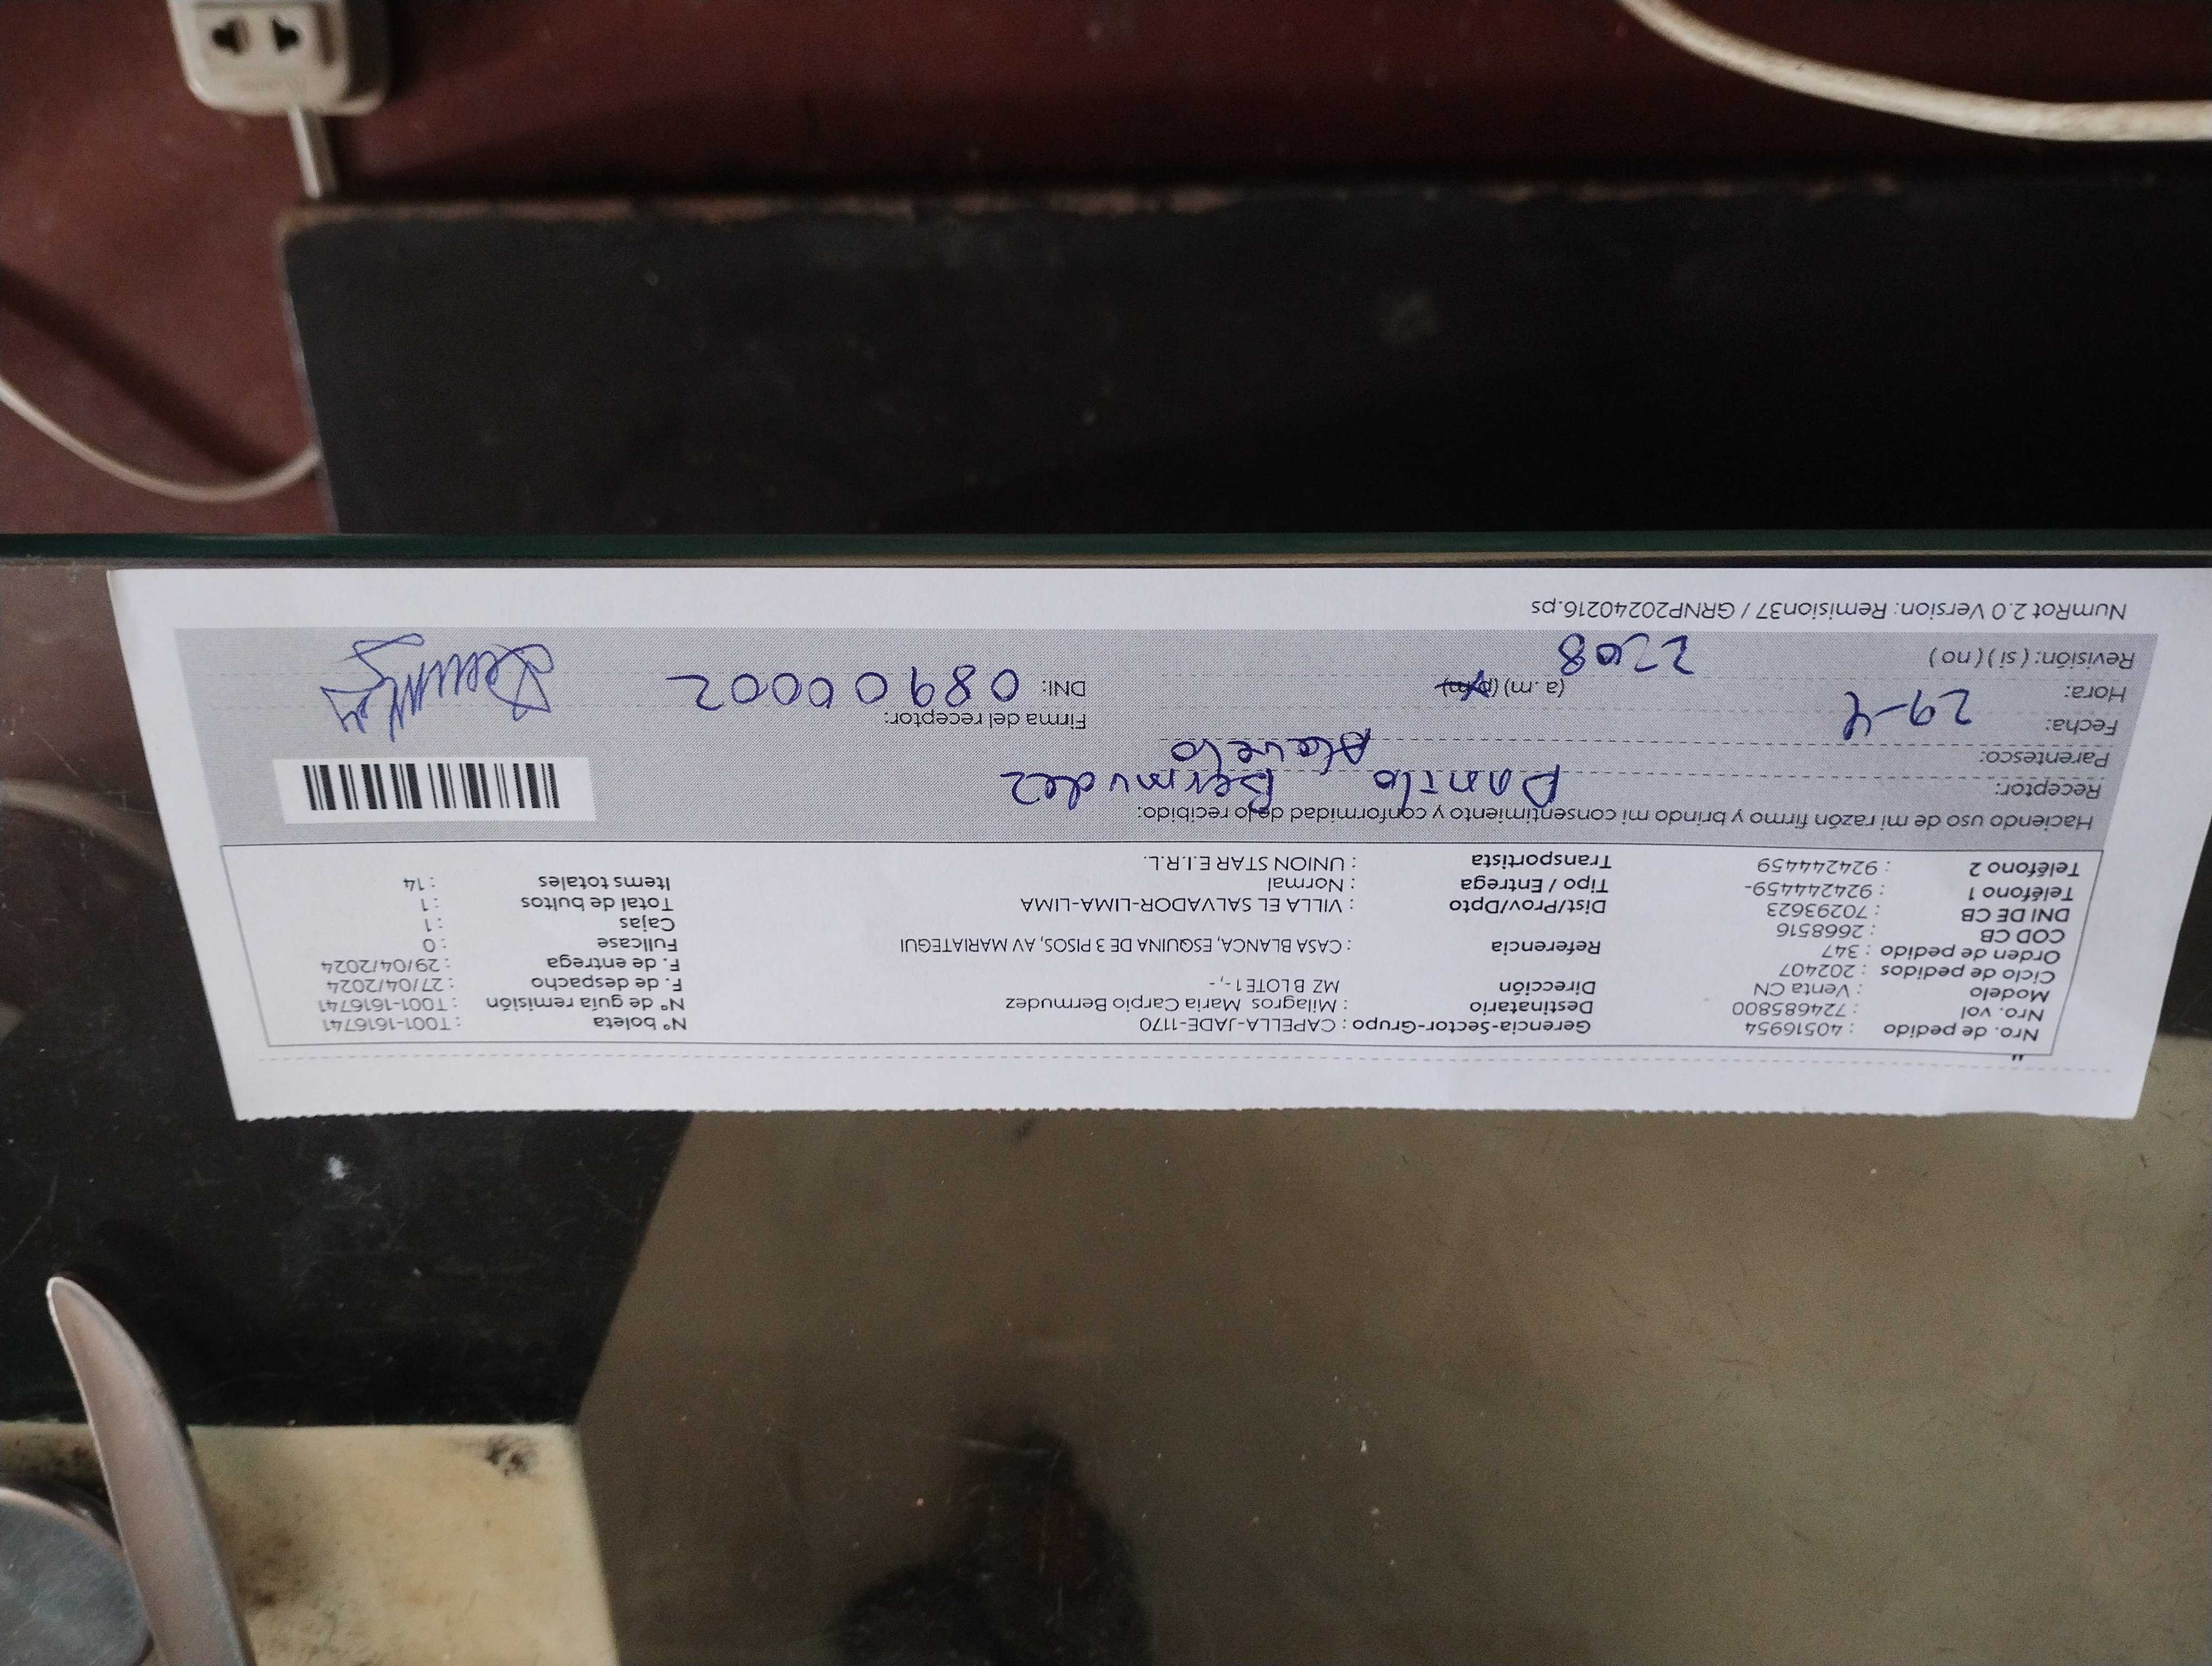 Nro. de pedido : 40516954 Gerencia-Sector-Grupo : CAPELLA-JADE-1170 N° boleta : T001-1616741
Nro. vol : 724685800 Destinatario : Milagros Maria Carpio Bermudez N° de guía remisión : T001-1616741
Modelo : Venta CN Dirección MZ B LOTE 1 -, - F. de despacho : 27/04/2024
Ciclo de pedidos : 202407 F. de entrega : 29/04/2024
Orden de pedido : 347 Referencia : CASA BLANCA, ESQUINA DE 3 PISOS, AV MARIATEGUI Fullcase : 0
COD CB : 2668516 Cajas : 1
DNI DE CB : 70293623 Dist/Prov/Dpto : VILLA EL SALVADOR-LIMA-LIMA Total de bultos : 1
Teléfono 1 : 924244459- Tipo / Entrega : Normal Items totales : 14
Teléfono 2 : 924244459 Transportista : UNION STAR E.I.R.L.
Haciendo uso de mi razón firmo y brindo mi consentimiento y conformidad de lo recibido:
Receptor: Danilo Bermudez
Parentesco: Abuelo
Fecha: 29-4 Firma del receptor:
Hora: (a.m) (p.m) DNI: 08900002
Revisión: ( si ) ( no ) 2208
NumRot 2.0 Version: Remision37 / GRNP20240216.ps